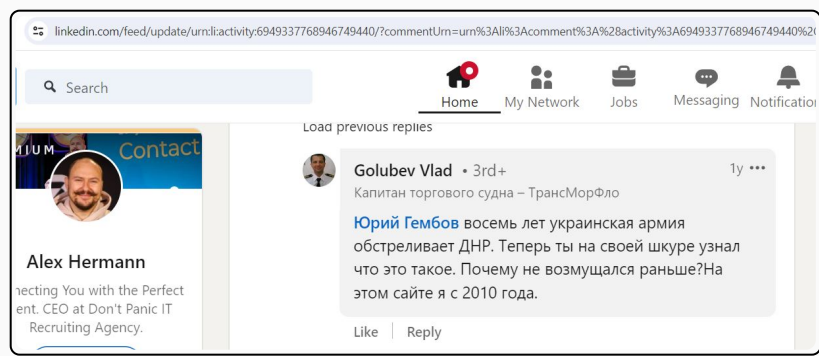 linkedin.com/feed/update/urn:li:activity:6949337768946749440/?commentUrn=urn%3Ali%3Acomment%3A%28activity%3A6949337768946749440%2C
Search
Home
My Network
Jobs
Messaging
Notification
MIUM
Contact
Load previous replies
Golubev Vlad • 3rd+
1y •••
Капитан торгового судна – ТрансМорФло
Юрий Гембов восемь лет украинская армия
обстреливает ДНР. Теперь ты на своей шкуре узнал
что это такое. Почему не возмущался раньше?На
этом сайте я с 2010 года.
Like
Reply
Alex Hermann
necting You with the Perfect
ent. CEO at Don't Panic IT
Recruiting Agency.